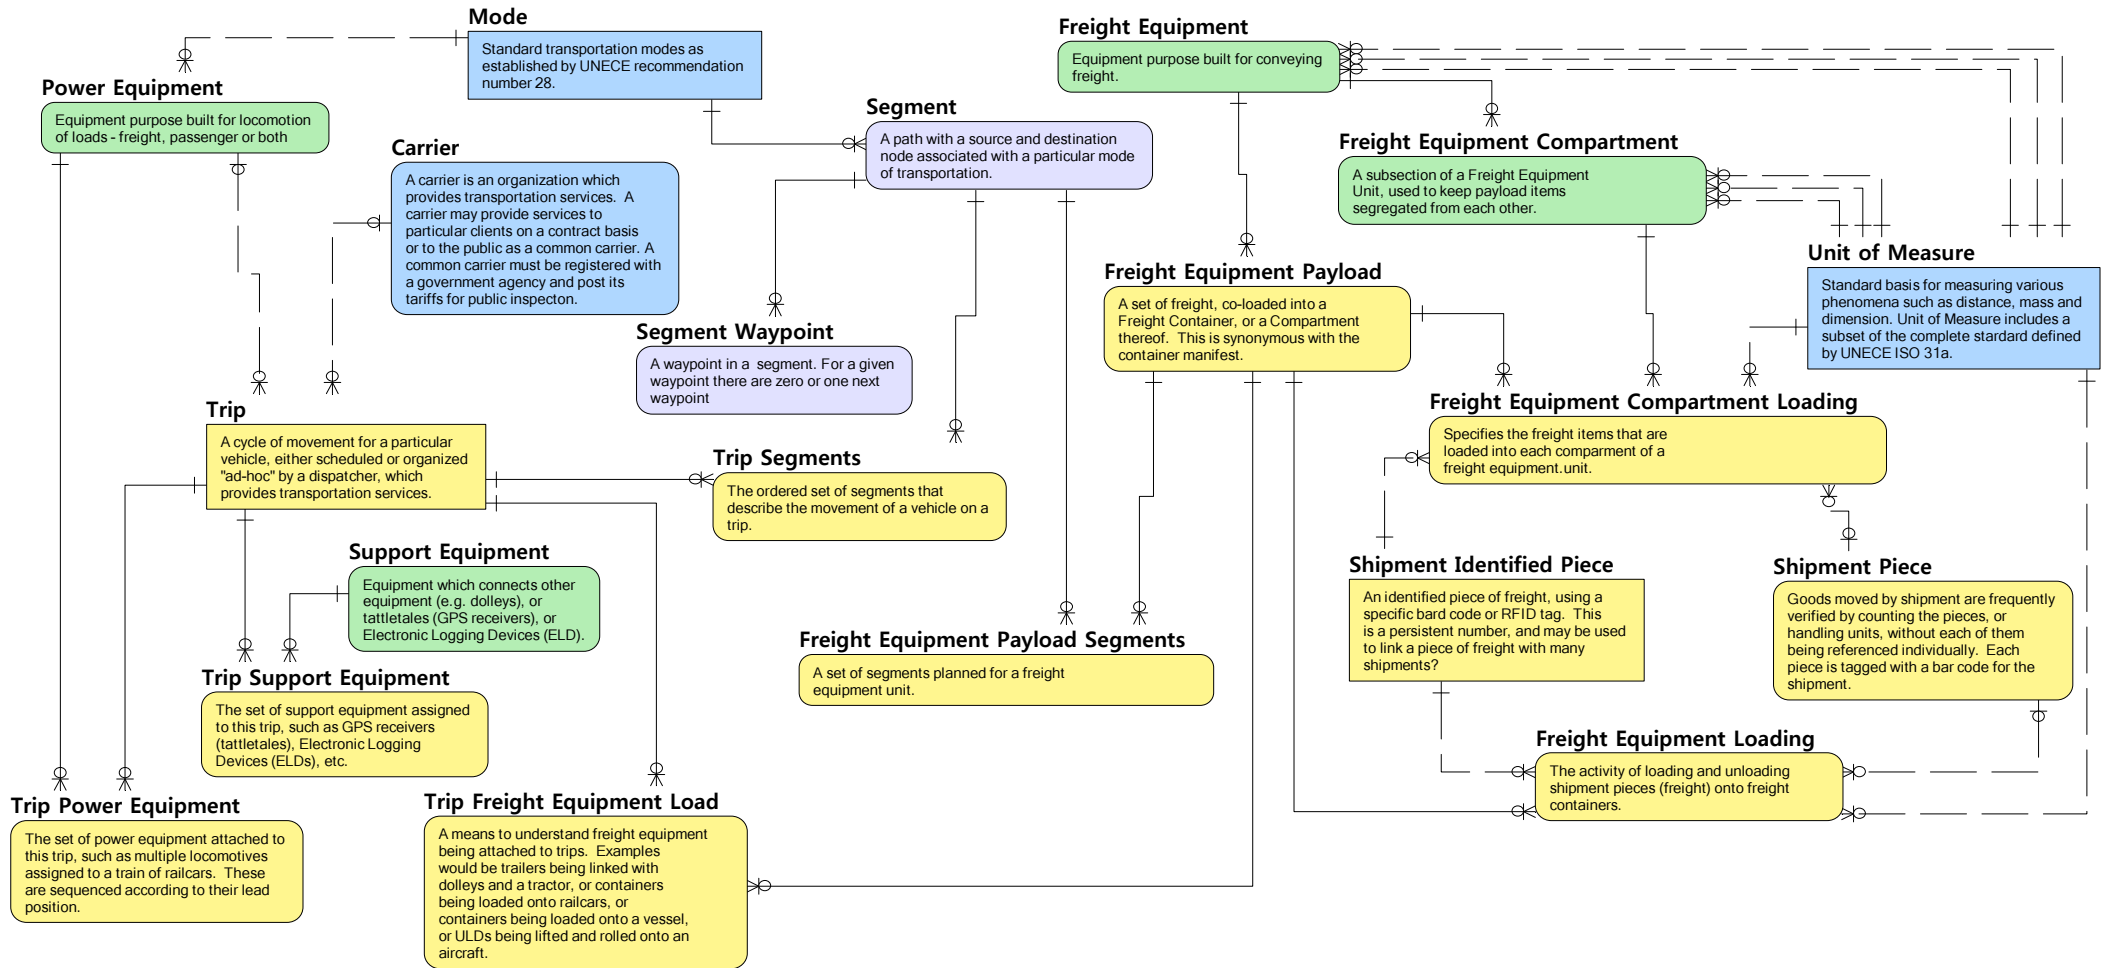 Mode
Standard transportation modes as
established by UNECE recommendation
number 28.
Freight Equipment
Equipment purpose built for conveying
freight.
Power Equipment
Equipment purpose built for locomotion
of loads - freight, passenger or both
Segment
A path with a source and destination
node associated with a particular mode
of transportation.
Carrier
A carrier is an organization which
provides transportation services.  A
carrier may provide services to
particular clients on a contract basis
or to the public as a common carrier. A
common carrier must be registered with
a government agency and post its
tariffs for public inspecton.
Freight Equipment Compartment
A subsection of a Freight Equipment
Unit, used to keep payload items
segregated from each other.
Unit of Measure
Standard basis for measuring various
phenomena such as distance, mass and
dimension. Unit of Measure includes a
subset of the complete stardard defined
by UNECE ISO 31a.
Freight Equipment Payload
A set of freight, co-loaded into a
Freight Container, or a Compartment
thereof.  This is synonymous with the
container manifest.
Segment Waypoint
A waypoint in a  segment. For a given
waypoint there are zero or one next
waypoint
Trip
A cycle of movement for a particular
vehicle, either scheduled or organized
"ad-hoc" by a dispatcher, which
provides transportation services.
Freight Equipment Compartment Loading
Specifies the freight items that are
loaded into each comparment of a
freight equipment.unit.
Trip Segments
The ordered set of segments that
describe the movement of a vehicle on a
trip.
Support Equipment
Equipment which connects other
equipment (e.g. dolleys), or
tattletales (GPS receivers), or
Electronic Logging Devices (ELD).
Shipment Identified Piece
An identified piece of freight, using a
specific bard code or RFID tag.  This
is a persistent number, and may be used
to link a piece of freight with many
shipments?
Shipment Piece
Goods moved by shipment are frequently
verified by counting the pieces, or
handling units, without each of them
being referenced individually.  Each
piece is tagged with a bar code for the
shipment.
Freight Equipment Payload Segments
A set of segments planned for a freight
equipment unit.
Trip Support Equipment
The set of support equipment assigned
to this trip, such as GPS receivers
(tattletales), Electronic Logging
Devices (ELDs), etc.
Freight Equipment Loading
The activity of loading and unloading
shipment pieces (freight) onto freight
containers.
Trip Power Equipment
The set of power equipment attached to
this trip, such as multiple locomotives
assigned to a train of railcars.  These
are sequenced according to their lead
position.
Trip Freight Equipment Load
A means to understand freight equipment
being attached to trips.  Examples
would be trailers being linked with
dolleys and a tractor, or containers
being loaded onto railcars, or
containers being loaded onto a vessel,
or ULDs being lifted and rolled onto an
aircraft.